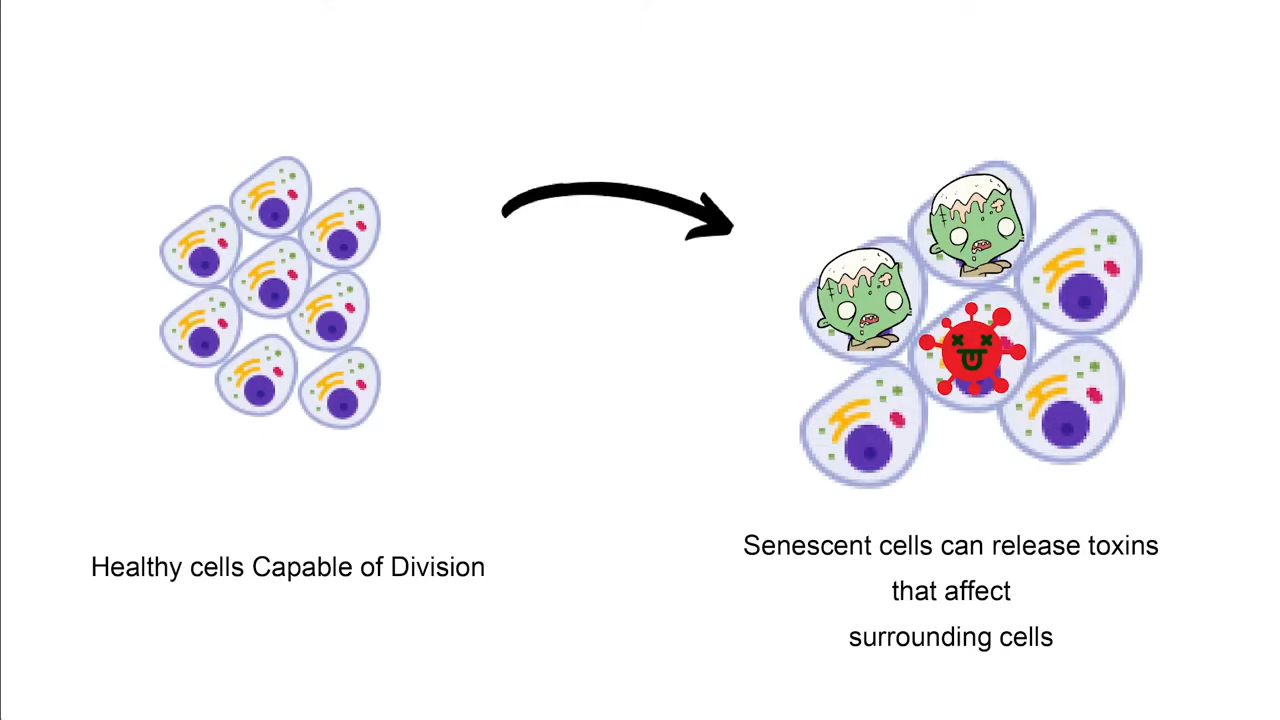 Healthy cells Capable of Division
Senescent cells can release toxins
that affect
surrounding cells